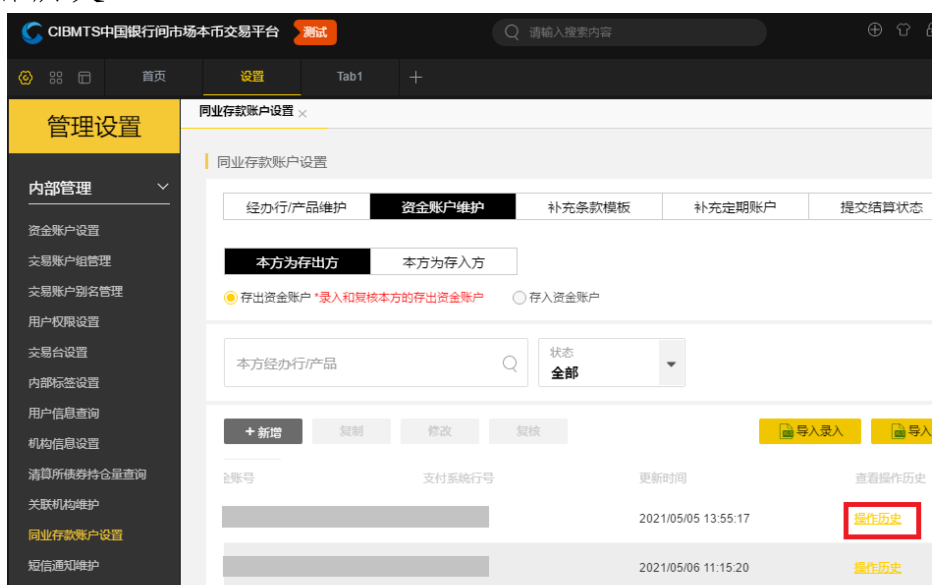 CIBMTS中国银行间市场本币交易平台 测试 请输入搜索内容
首页 设置 Tab1
管理设置
同业存款账户设置
同业存款账户设置
内部管理
资金账户设置
交易账户组管理
交易账户别名管理
用户权限设置
交易台设置
内部标签设置
用户信息查询
机构信息设置
清算所债券持仓量查询
关联机构维护
同业存款账户设置
短信通知维护
经办行/产品维护 资金账户维护 补充条款模板 补充定期账户 提交结算状态
本方为存出方 本方为存入方
存出资金账户 *录入和复核本方的存出资金账户 存入资金账户
本方经办行/产品 状态
全部
+新增 复制 修改 复核 导入录入 导入
金账号 支付系统行号 更新时间 查看操作历史
2021/05/05 13:55:17 操作历史
2021/05/06 11:15:20 操作历史